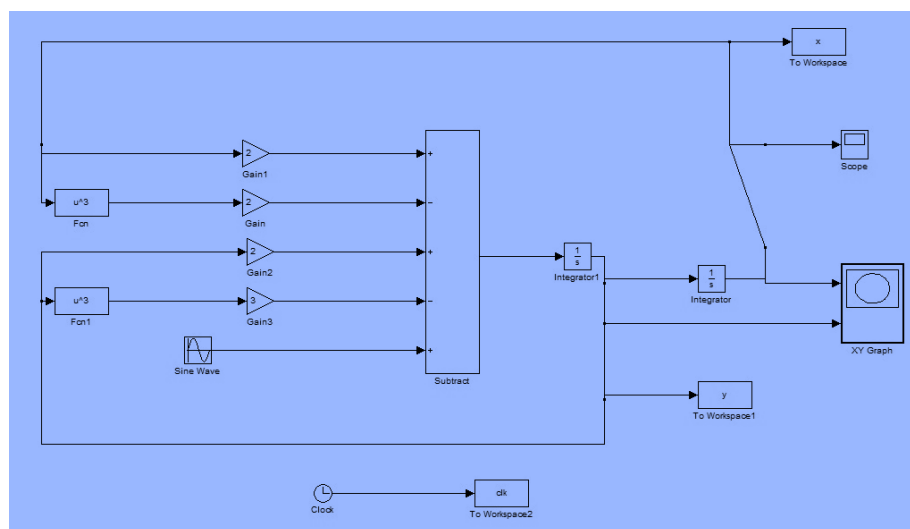 x
To Workspace
+
2
Gain1
Scope
u^3
Fcn
2
Gain
−
2
Gain2
+
1
s
Integrator1
1
s
Integrator
u^3
Fcn1
3
Gain3
−
XY Graph
Sine Wave
+
Subtract
y
To Workspace1
Clock
clk
To Workspace2